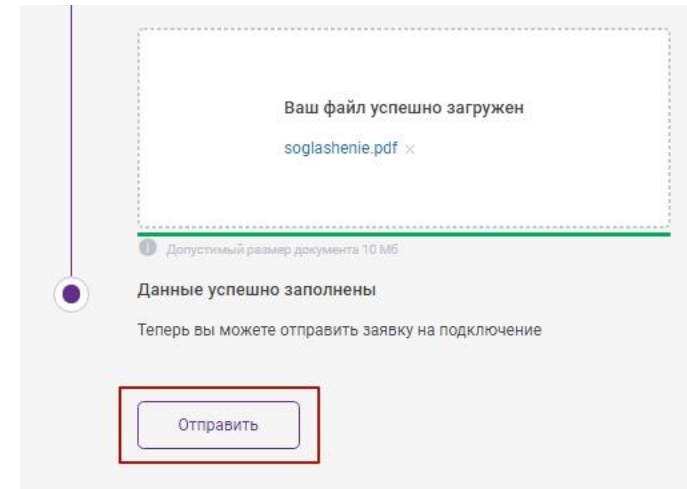 Ваш файл успешно загружен
soglashenie.pdf ×
Допустимый размер документа 10 Мб
Данные успешно заполнены
Теперь вы можете отправить заявку на подключение
Отправить